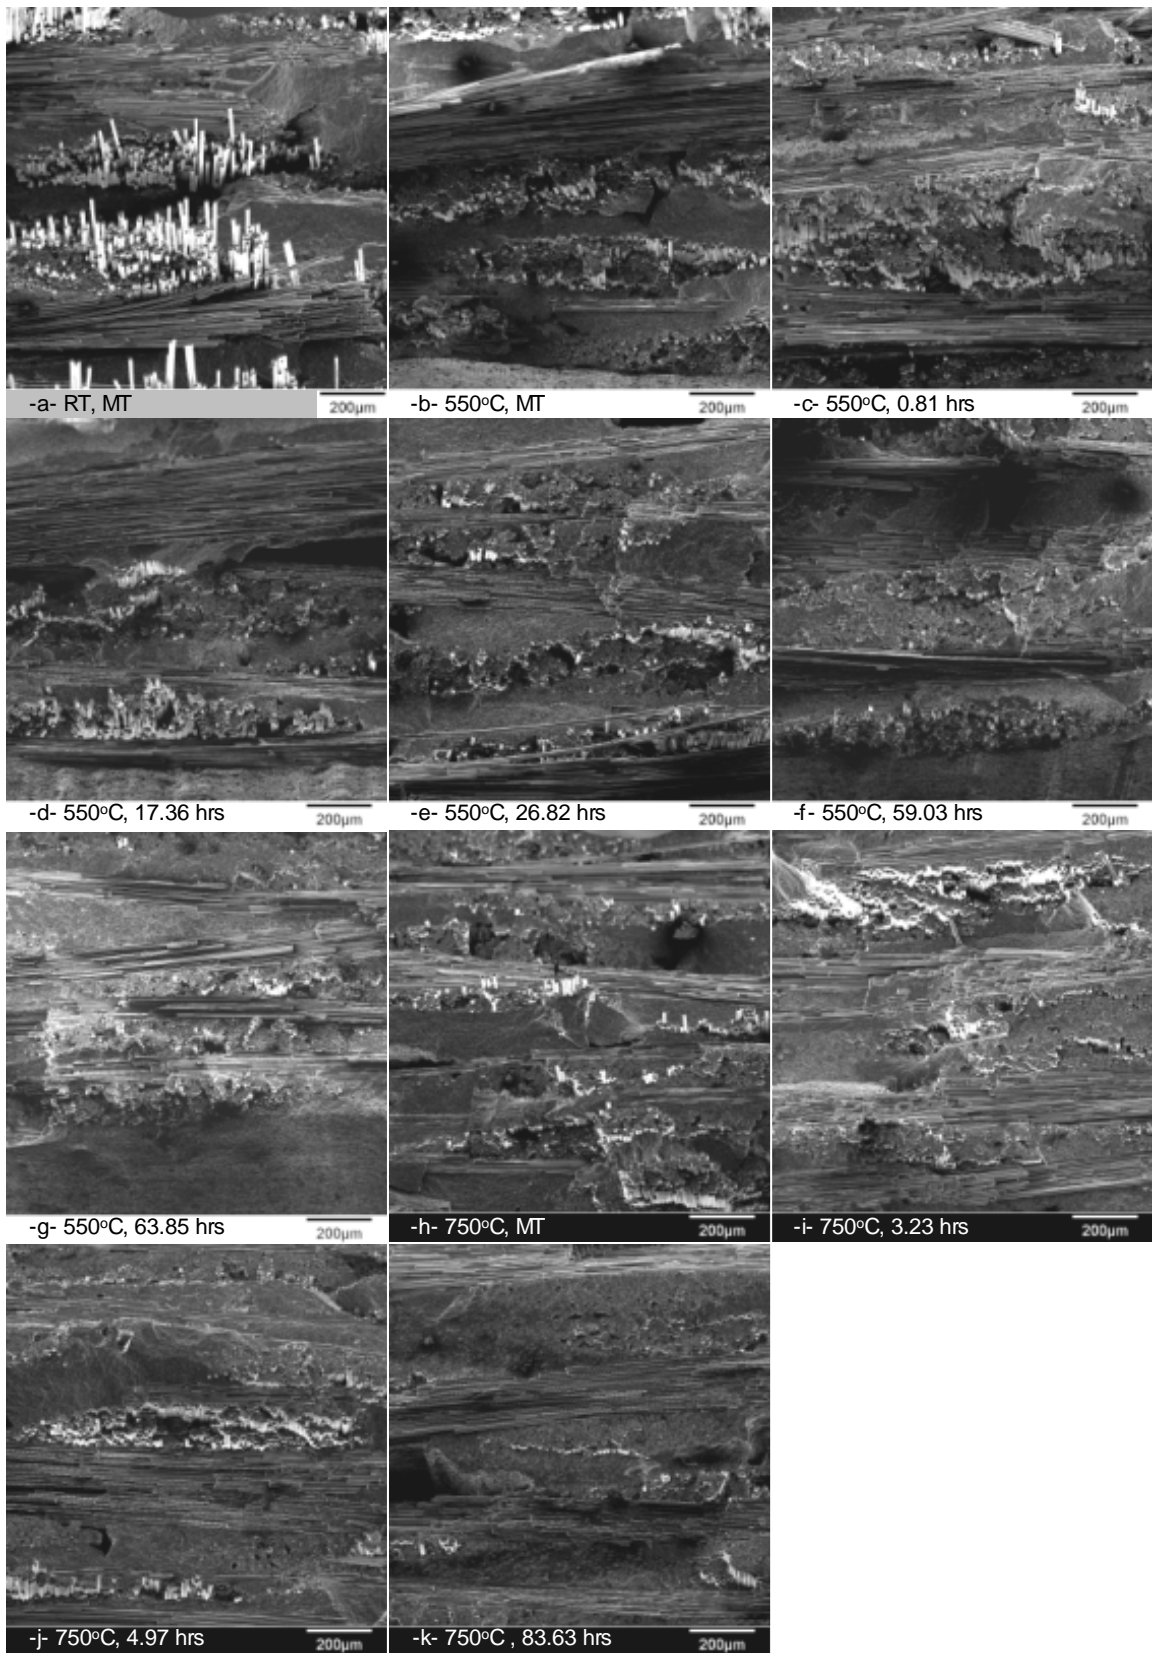 -a- RT, MT 200µm
-b- 550°C, MT 200µm
-c- 550°C, 0.81 hrs 200µm
-d- 550°C, 17.36 hrs 200µm
-e- 550°C, 26.82 hrs 200µm
-f- 550°C, 59.03 hrs 200µm
-g- 550°C, 63.85 hrs 200µm
-h- 750°C, MT 200µm
-i- 750°C, 3.23 hrs 200µm
-j- 750°C, 4.97 hrs 200µm
-k- 750°C , 83.63 hrs 200µm